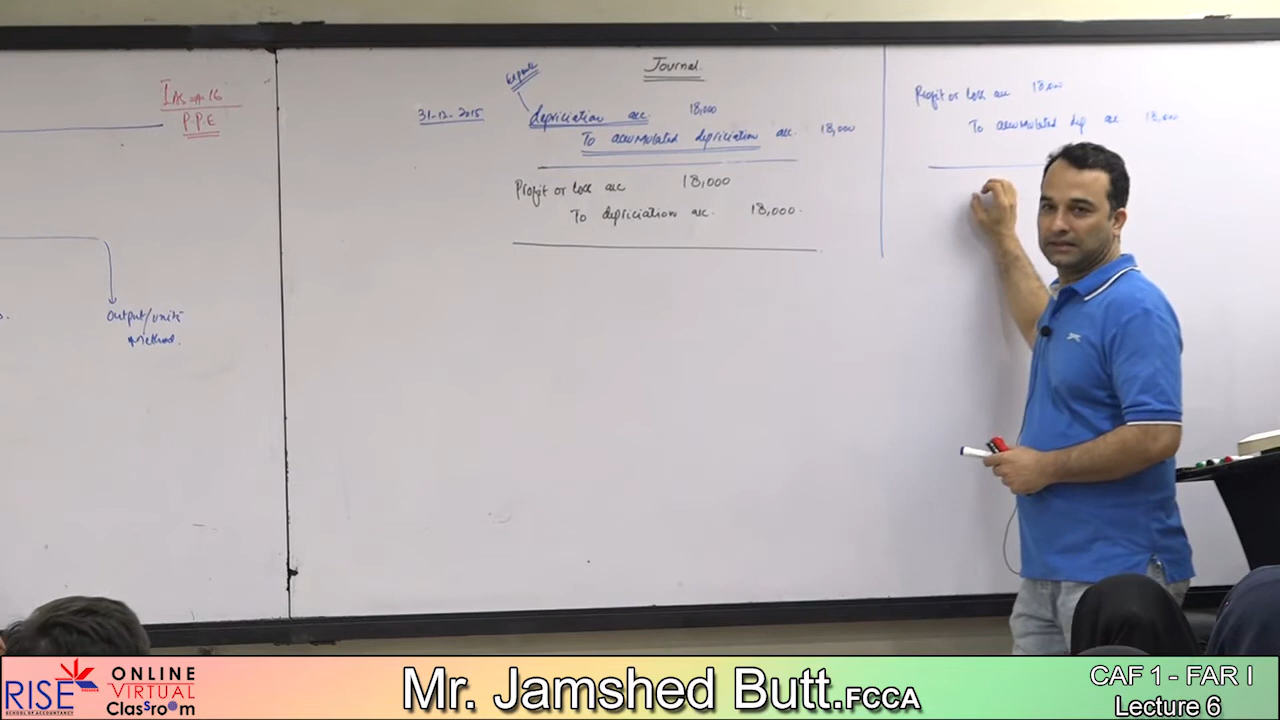 IAS # 16
P.P.E
output/units
Method.
Journal.
Expense
31-12-2015
depriciation a/c. 18,000
To accumulated depriciation a/c. 18,000
Profit or loss a/c 18,000
To depriciation a/c. 18,000.
Profit or loss a/c 18,000
To accumulated dep a/c. 18,000
RISE
SCHOOL OF ACCOUNTANCY
ONLINE
VIRTUAL
ClassrOOm
Mr. Jamshed Butt.FCCA
CAF 1 - FAR I
Lecture 6